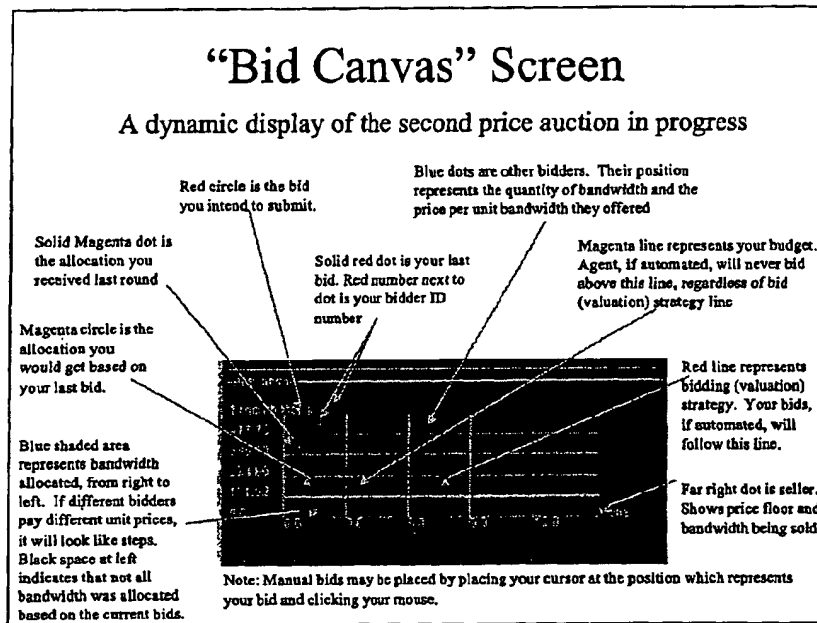 “Bid Canvas” Screen
A dynamic display of the second price auction in progress
Red circle is the bid
you intend to submit.
Blue dots are other bidders. Their position
represents the quantity of bandwidth and the
price per unit bandwidth they offered
Solid Magenta dot is
the allocation you
received last round
Solid red dot is your last
bid. Red number next to
dot is your bidder ID
number
Magenta line represents your budget.
Agent, if automated, will never bid
above this line, regardless of bid
(valuation) strategy line
Magenta circle is the
allocation you
would get based on
your last bid.
Red line represents
bidding (valuation)
strategy. Your bids,
if automated, will
follow this line.
Blue shaded area
represents bandwidth
allocated, from right to
left. If different bidders
pay different unit prices,
it will look like steps.
Black space at left
indicates that not all
bandwidth was allocated
based on the current bids.
Far right dot is seller.
Shows price floor and
bandwidth being sold
Note: Manual bids may be placed by placing your cursor at the position which represents
your bid and clicking your mouse.